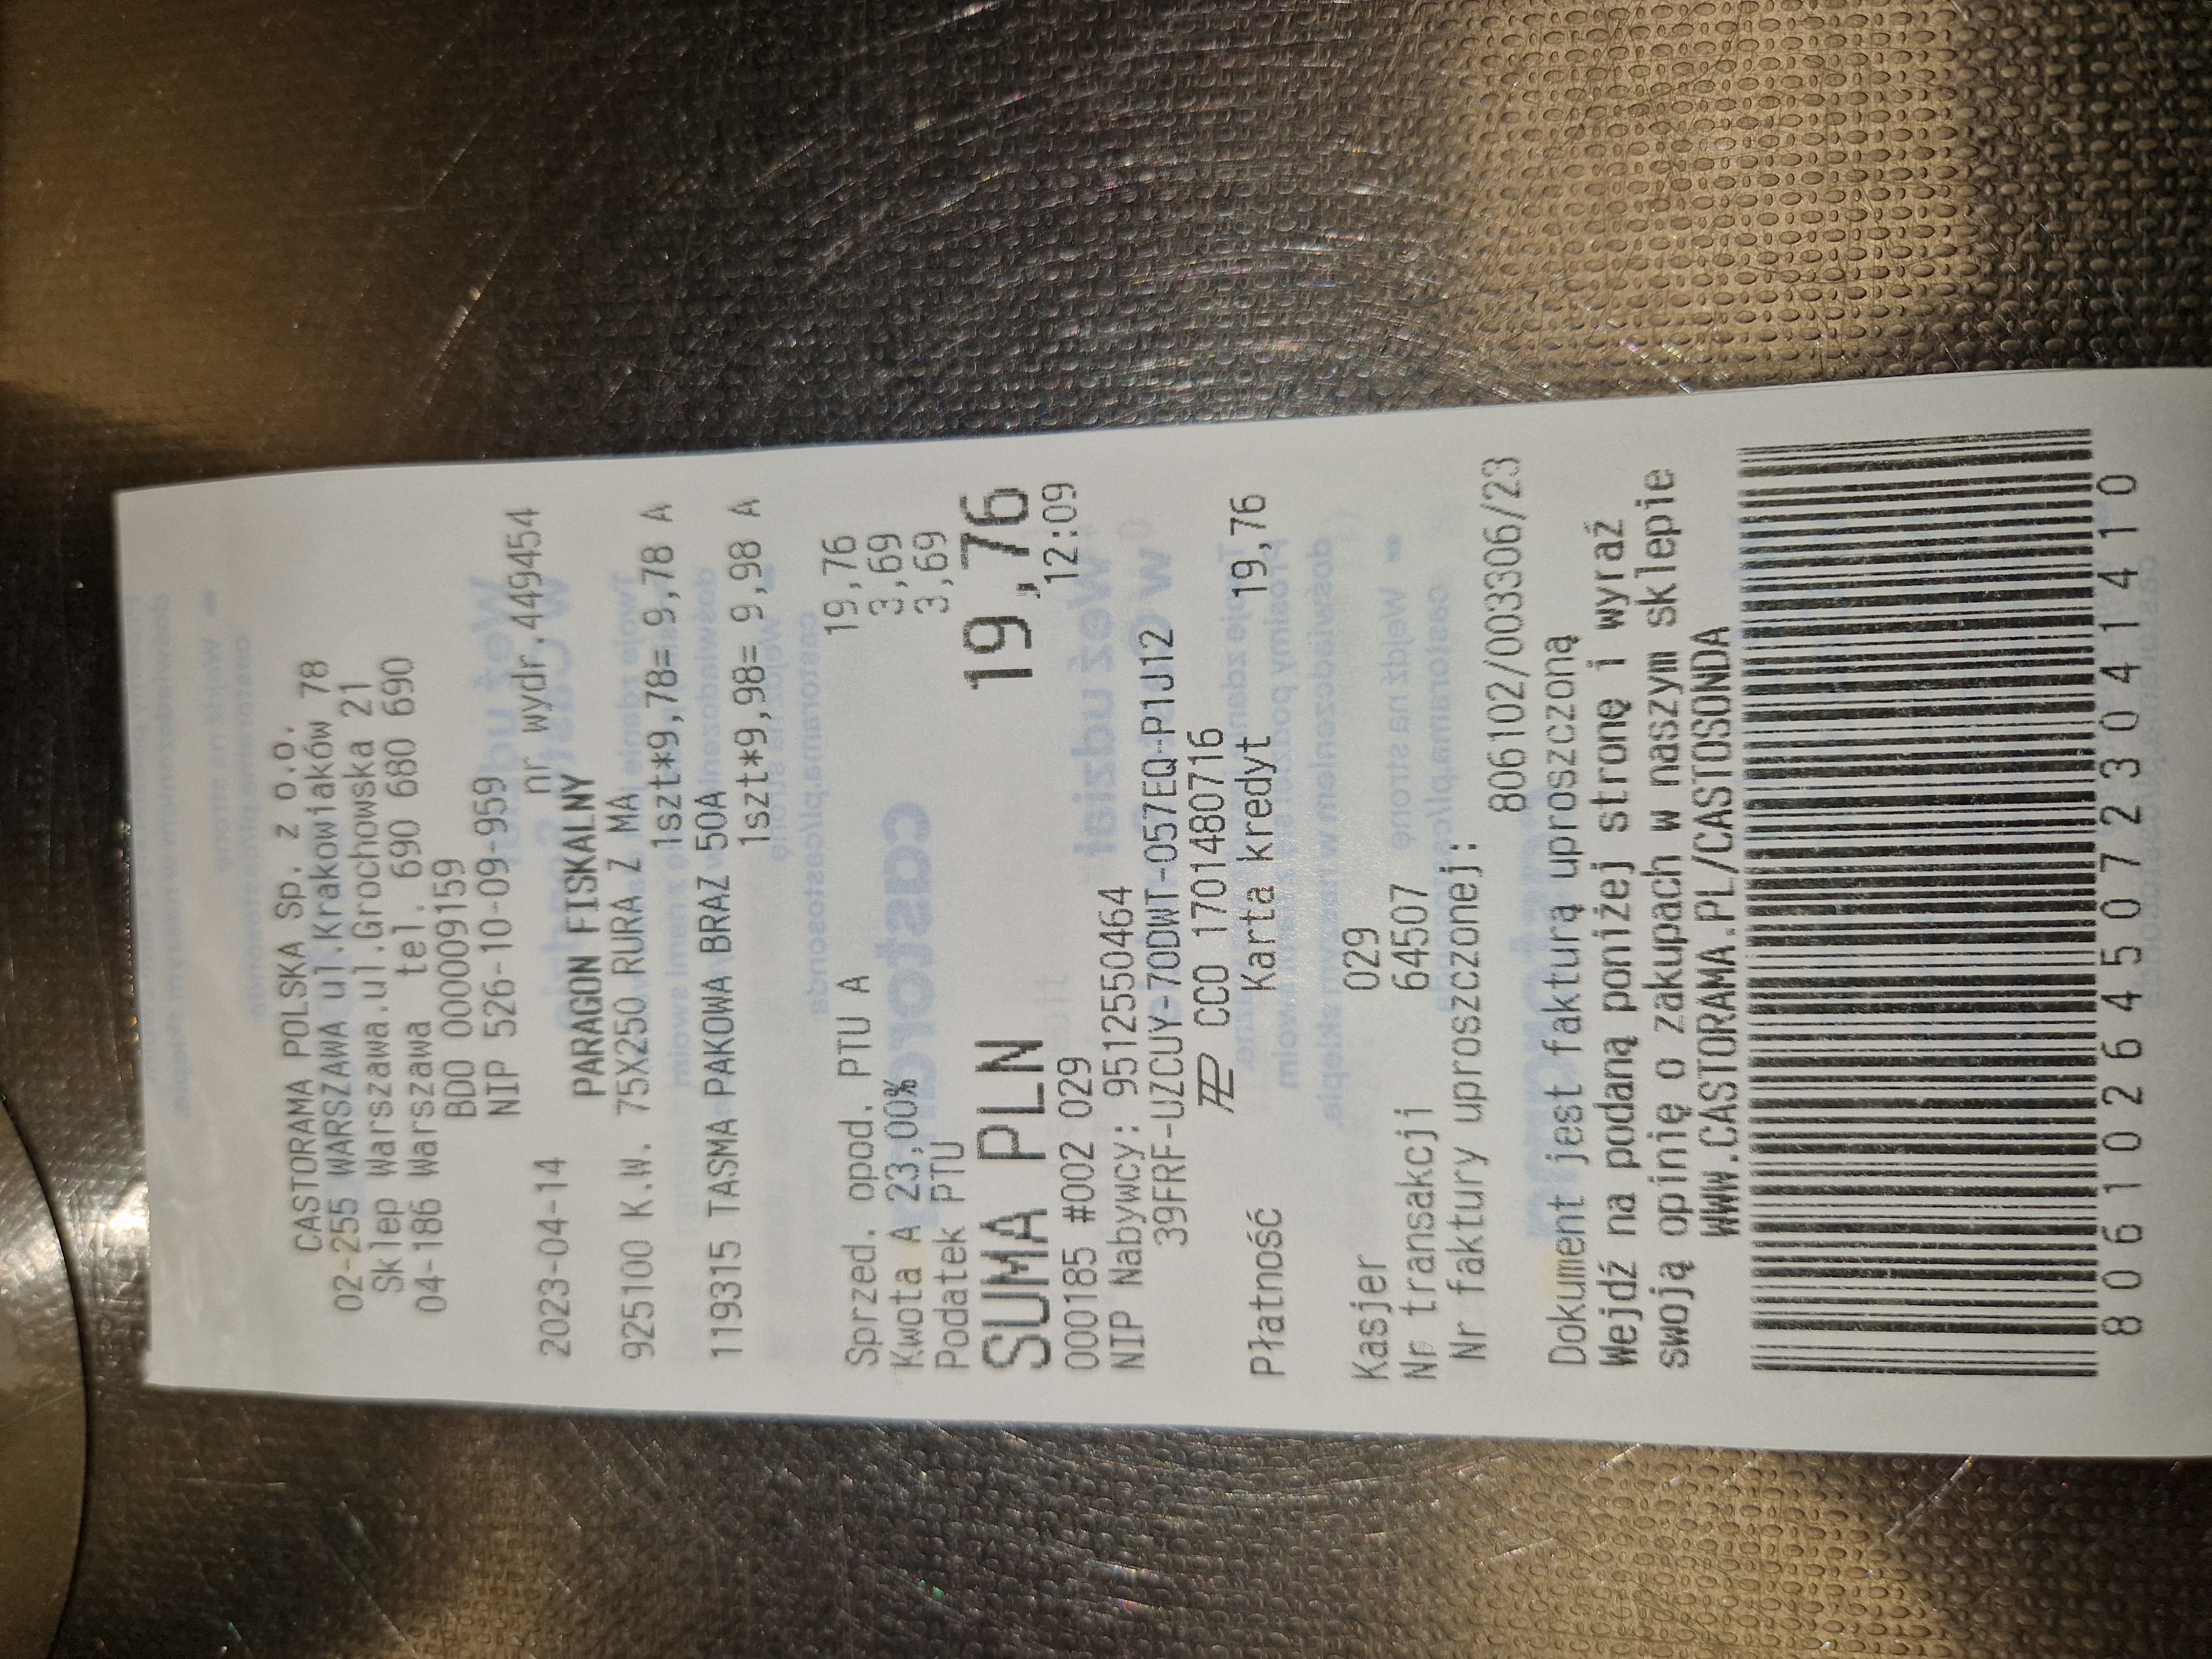 CASTORAMA POLSKA Sp. z o.o.
02-255 WARSZAWA ul.Krakowiaków 78
Sklep Warszawa.ul.Grochowska 21
04-186 Warszawa tel. 690 680 690
BDO 000009159
NIP 526-10-09-959
2023-04-14 nr wydr.449454
PARAGON FISKALNY
925100 K.W. 75X250 RURA Z MA
1szt*9,78= 9,78 A
119315 TASMA PAKOWA BRAZ 50A
1szt*9,98= 9,98 A
Sprzed. opod. PTU A 19,76
Kwota A 23,00% 3,69
Podatek PTU 3,69
SUMA PLN 19,76
000185 #002 029 12:09
NIP Nabywcy: 9512550464
39FRF-UZCUY-70DWT-057EQ-P1J12
CCO 1701480716
Płatność Karta kredyt 19,76
Kasjer 029
Nr transakcji 64507
Nr faktury uproszczonej:
806102/003306/23
Dokument jest fakturą uproszczoną
Wejdź na podaną poniżej stronę i wyraź
swoją opinię o zakupach w naszym sklepie
WWW.CASTORAMA.PL/CASTOSONDA
8061026450723041410